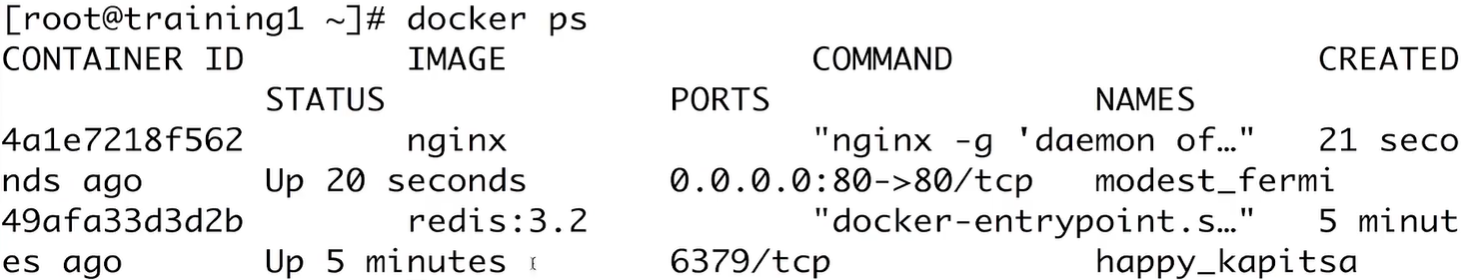 [root@training1 ~]# docker ps
CONTAINER ID        IMAGE                    COMMAND                  CREATED
             STATUS              PORTS                NAMES
4a1e7218f562        nginx               "nginx -g 'daemon of…"   21 seco
nds ago      Up 20 seconds       0.0.0.0:80->80/tcp   modest_fermi
49afa33d3d2b        redis:3.2           "docker-entrypoint.s…"   5 minut
es ago       Up 5 minutes        6379/tcp             happy_kapitsa